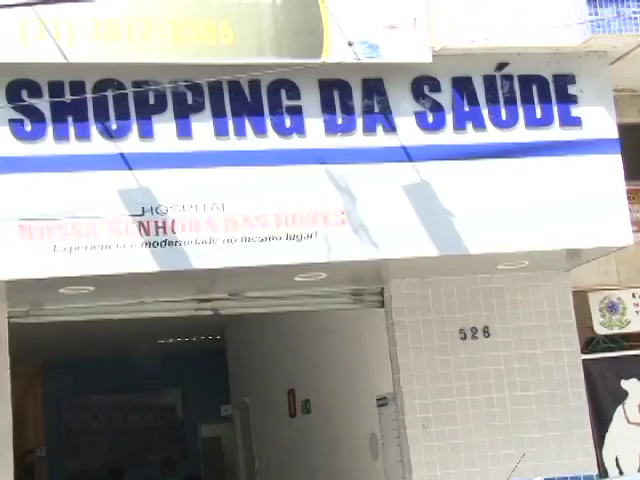 SHOPPING DA SAÚDE
HOSPITAL
NOSSA SENHORA DAS DORES
Experiência e modernidade no mesmo lugar!
526